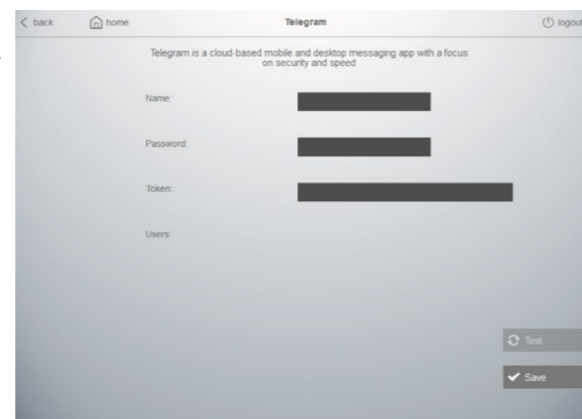 back
home
Telegram
logout
Telegram is a cloud-based mobile and desktop messaging app with a focus
on security and speed
Name:
Password:
Token:
Users:
Test
Save